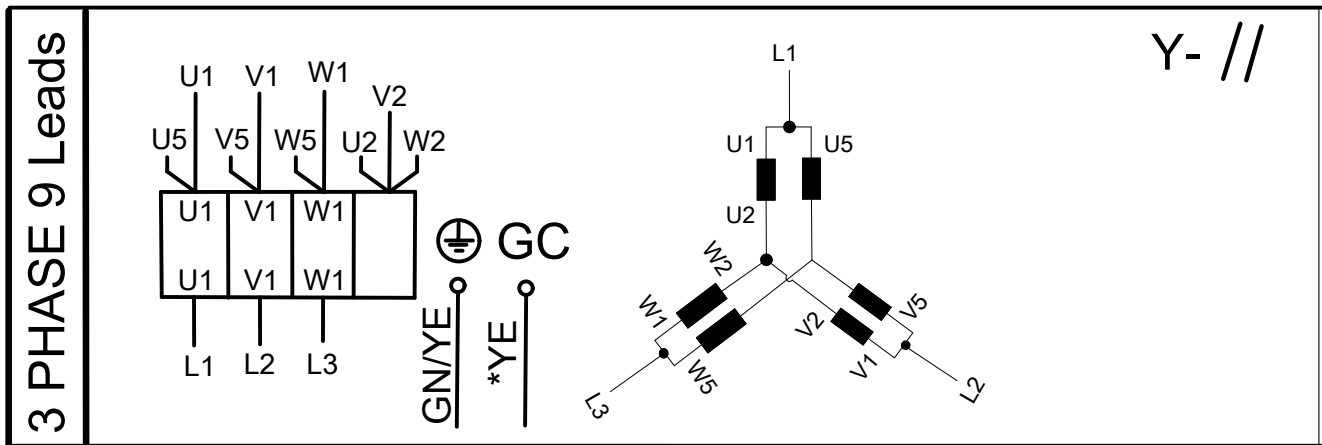 3 PHASE 9 Leads
U1 V1 W1 V2
U5 V5 W5 U2 W2
U1 V1 W1
U1 V1 W1
L1 L2 L3
GC
GN/YE
*YE
L1
U1 U5
U2
W2
W1
W5
L3
V5
V2
V1
L2
Y- //